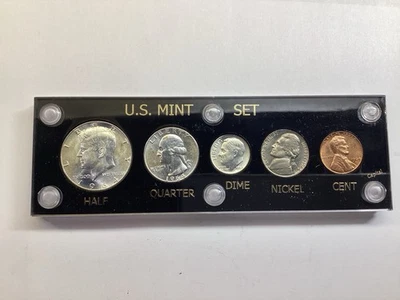 U.S. MINT SET
DIME
QUARTER
NICKEL
CENT
HALF